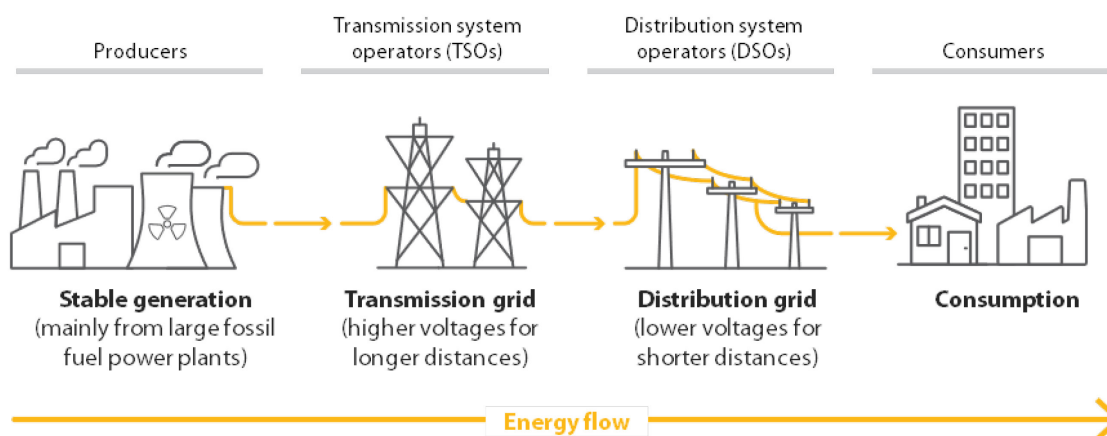 Producers
Transmission system
operators (TSOs)
Distribution system
operators (DSOs)
Consumers
Stable generation
(mainly from large fossil
fuel power plants)
Transmission grid
(higher voltages for
longer distances)
Distribution grid
(lower voltages for
shorter distances)
Consumption
Energy flow